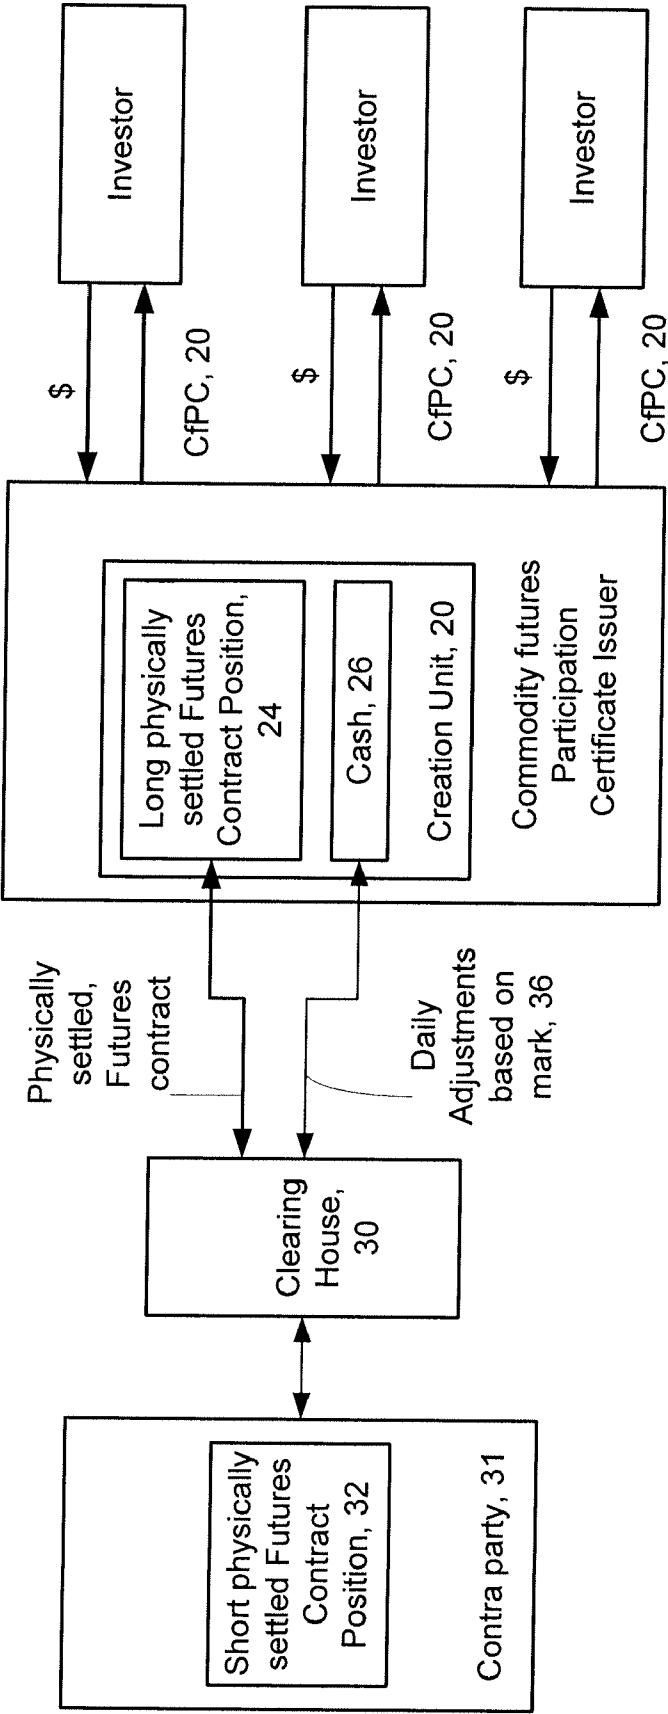 Short physically
settled Futures
Contract
Position, 32
Contra party, 31
Clearing
House,
30
Physically
settled,
Futures
contract
Daily
Adjustments
based on
mark, 36
Long physically
settled Futures
Contract Position,
24
Cash, 26
Creation Unit, 20
Commodity futures
Participation
Certificate Issuer
$
CfPC, 20
Investor
$
CfPC, 20
Investor
$
CfPC, 20
Investor